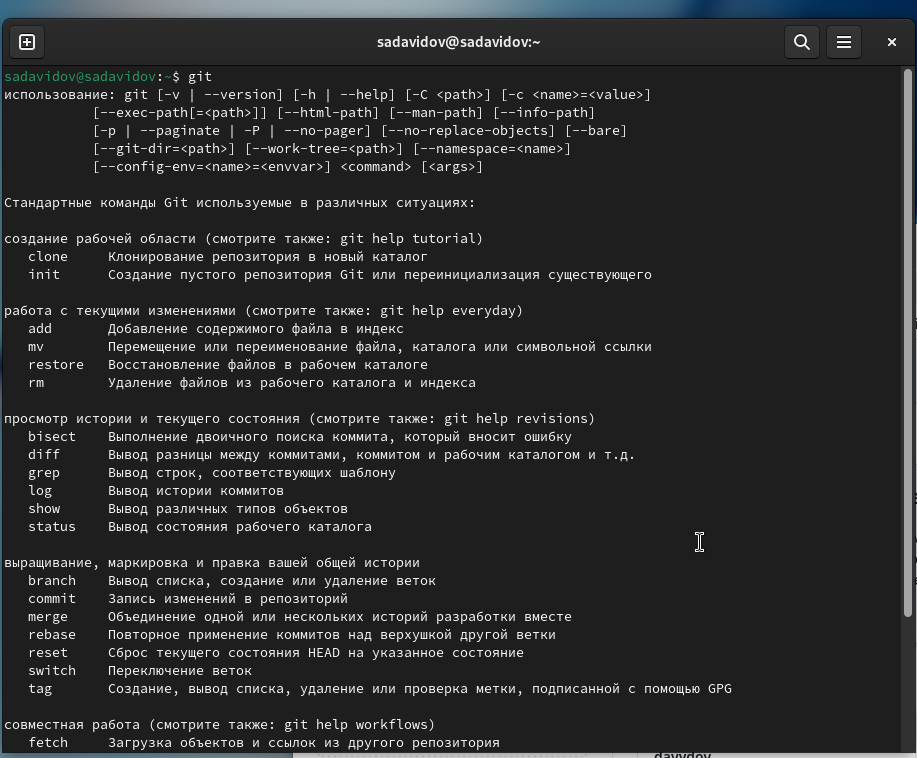 sadavidov@sadavidov:~
sadavidov@sadavidov:~$ git
использование: git [-v | --version] [-h | --help] [-C <path>] [-c <name>=<value>]
[--exec-path[=<path>]] [--html-path] [--man-path] [--info-path]
[-p | --paginate | -P | --no-pager] [--no-replace-objects] [--bare]
[--git-dir=<path>] [--work-tree=<path>] [--namespace=<name>]
[--config-env=<name>=<envvar>] <command> [<args>]
Стандартные команды Git используемые в различных ситуациях:
создание рабочей области (смотрите также: git help tutorial)
clone Клонирование репозитория в новый каталог
init Создание пустого репозитория Git или переинициализация существующего
работа с текущими изменениями (смотрите также: git help everyday)
add Добавление содержимого файла в индекс
mv Перемещение или переименование файла, каталога или символьной ссылки
restore Восстановление файлов в рабочем каталоге
rm Удаление файлов из рабочего каталога и индекса
просмотр истории и текущего состояния (смотрите также: git help revisions)
bisect Выполнение двоичного поиска коммита, который вносит ошибку
diff Вывод разницы между коммитами, коммитом и рабочим каталогом и т.д.
grep Вывод строк, соответствующих шаблону
log Вывод истории коммитов
show Вывод различных типов объектов
status Вывод состояния рабочего каталога
выращивание, маркировка и правка вашей общей истории
branch Вывод списка, создание или удаление веток
commit Запись изменений в репозиторий
merge Объединение одной или нескольких историй разработки вместе
rebase Повторное применение коммитов над верхушкой другой ветки
reset Сброс текущего состояния HEAD на указанное состояние
switch Переключение веток
tag Создание, вывод списка, удаление или проверка метки, подписанной с помощью GPG
совместная работа (смотрите также: git help workflows)
fetch Загрузка объектов и ссылок из другого репозитория